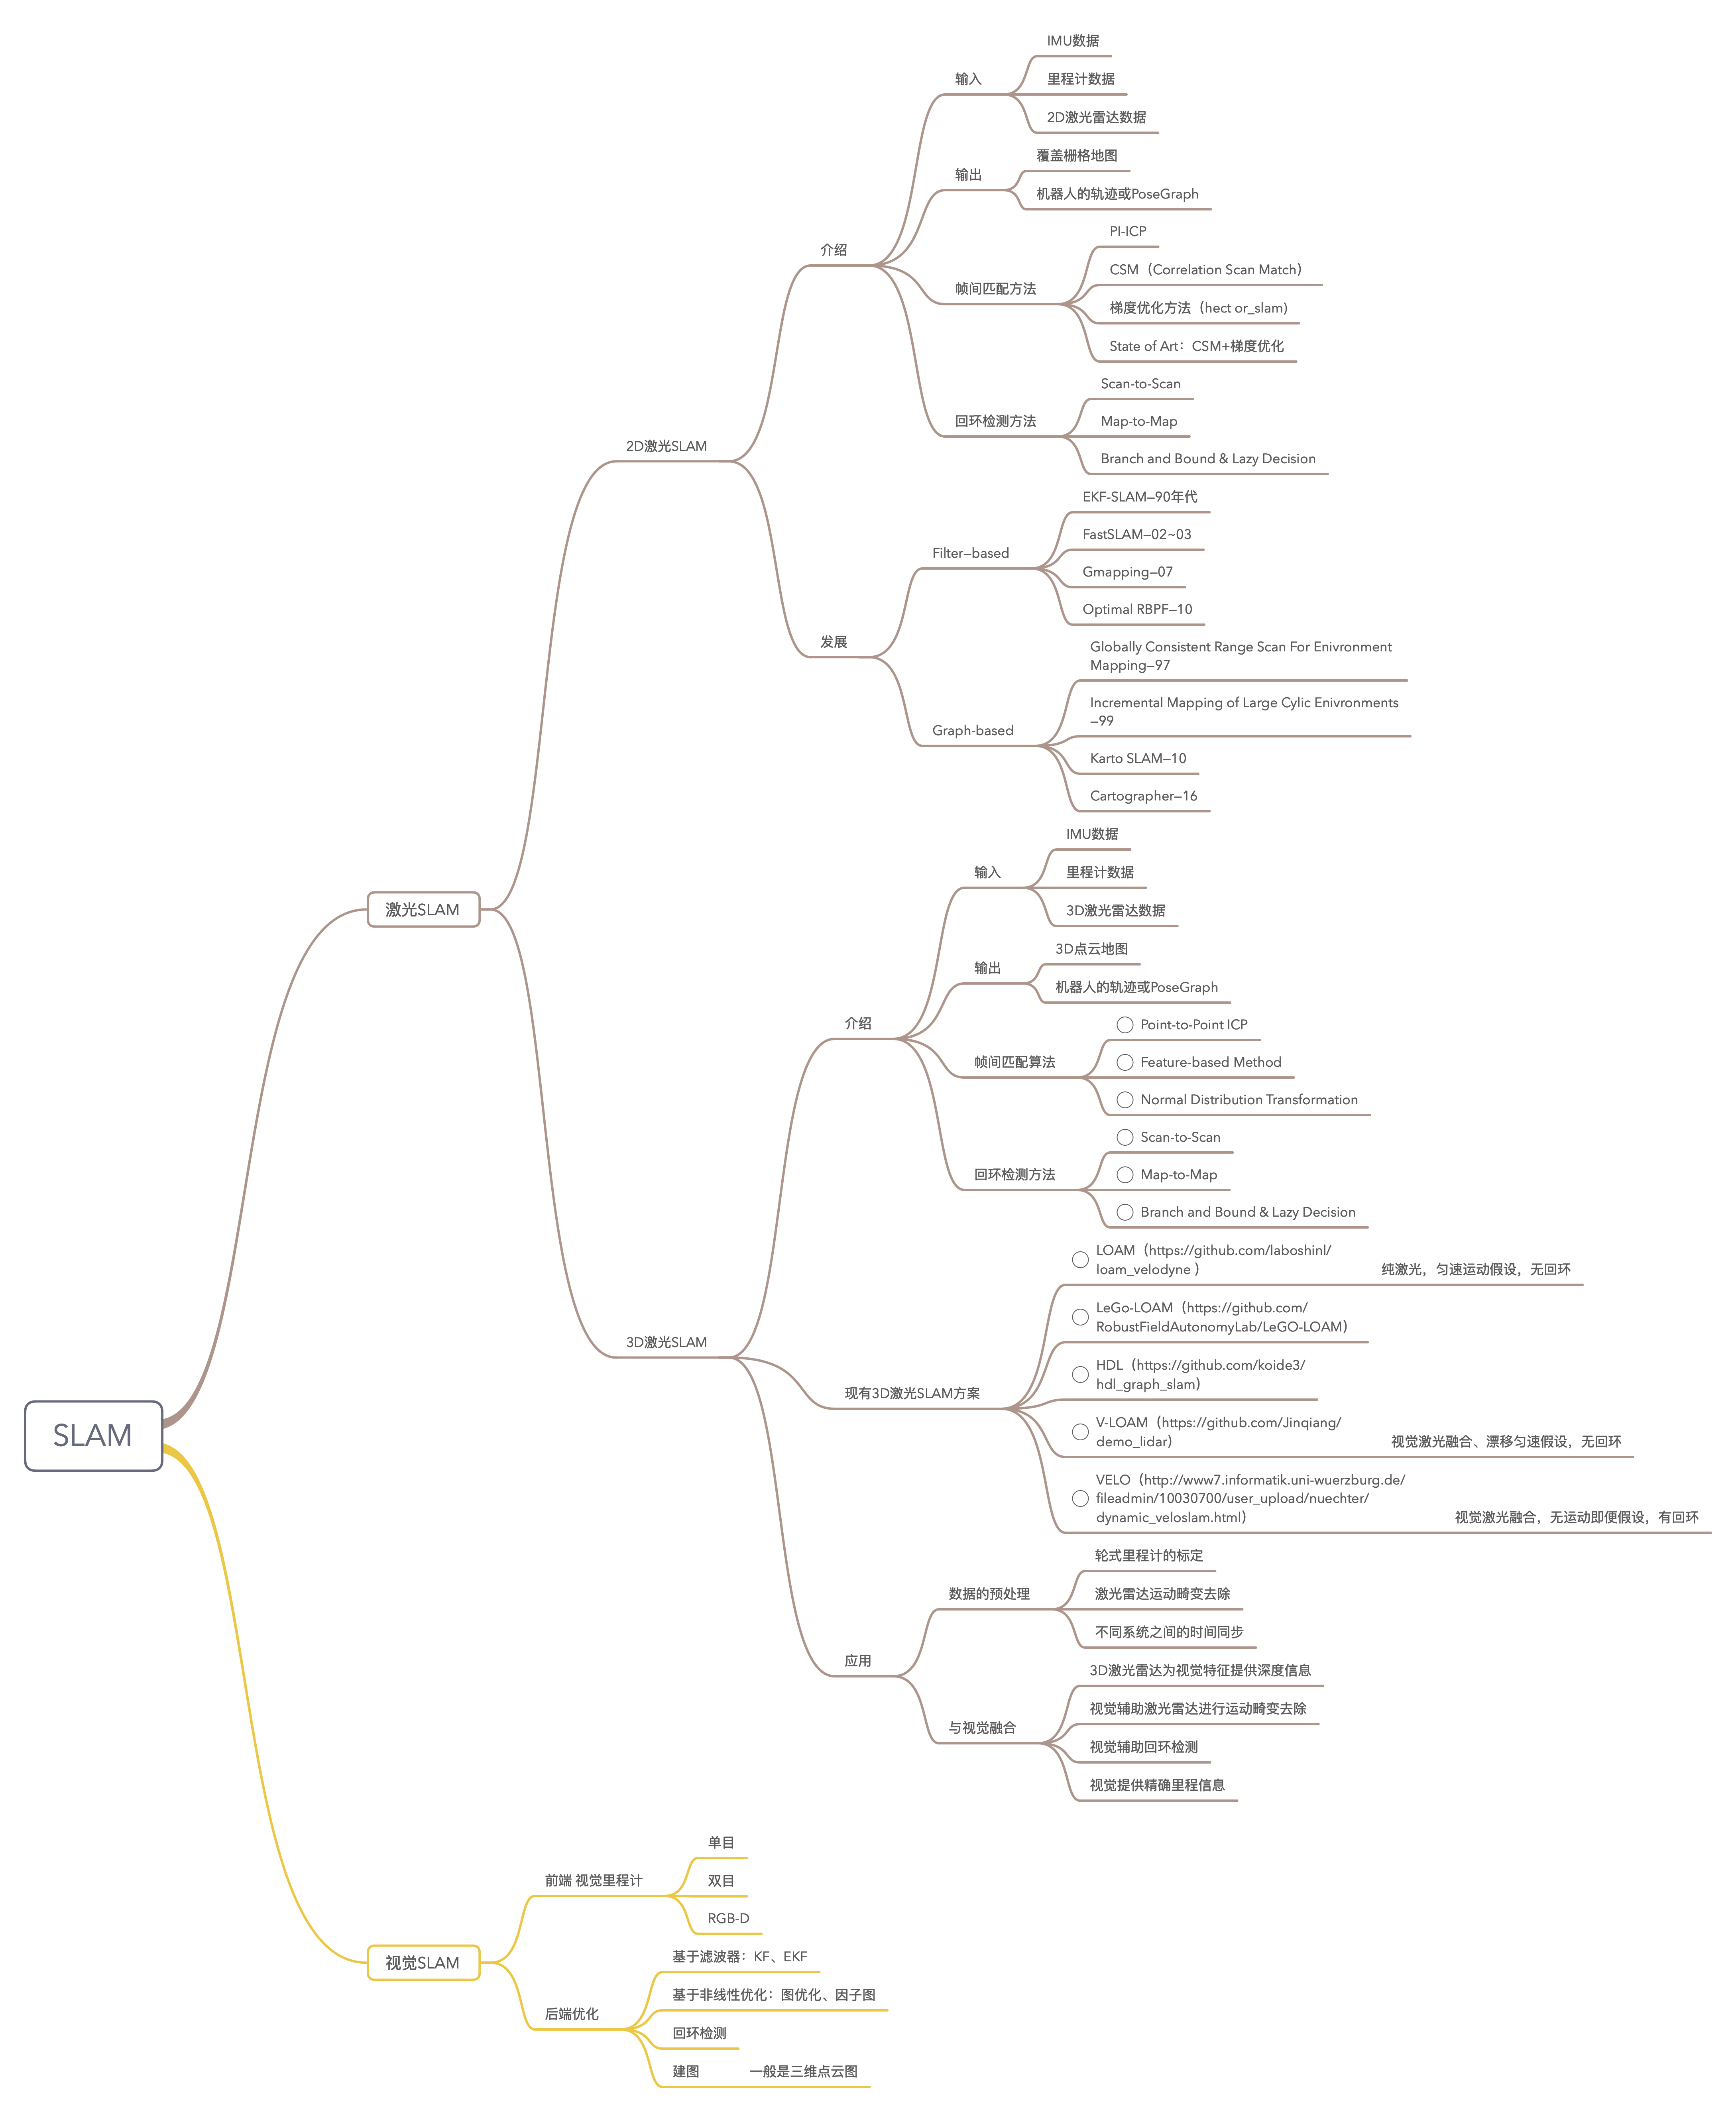 IMU数据
输入
里程计数据
2D激光雷达数据
覆盖栅格地图
输出
机器人的轨迹或PoseGraph
介绍
PI-ICP
CSM（Correlation Scan Match）
帧间匹配方法
梯度优化方法（hect or_slam)
State of Art：CSM+梯度优化
Scan-to-Scan
回环检测方法
Map-to-Map
2D激光SLAM
Branch and Bound & Lazy Decision
EKF-SLAM—90年代
FastSLAM—02~03
Filter—based
Gmapping—07
Optimal RBPF—10
发展
Globally Consistent Range Scan For Enivronment
Mapping—97
Incremental Mapping of Large Cylic Enivronments
—99
Graph-based
Karto SLAM—10
Cartographer—16
激光SLAM
IMU数据
输入
里程计数据
3D激光雷达数据
3D点云地图
输出
机器人的轨迹或PoseGraph
介绍
Point-to-Point ICP
帧间匹配算法
Feature-based Method
Normal Distribution Transformation
Scan-to-Scan
回环检测方法
Map-to-Map
Branch and Bound & Lazy Decision
3D激光SLAM
LOAM（https://github.com/laboshinl/
loam_velodyne ）
纯激光，匀速运动假设，无回环
LeGo-LOAM（https://github.com/
RobustFieldAutonomyLab/LeGO-LOAM）
现有3D激光SLAM方案
HDL（https://github.com/koide3/
hdl_graph_slam）
V-LOAM（https://github.com/Jinqiang/
demo_lidar）
视觉激光融合、漂移匀速假设，无回环
VELO（http://www7.informatik.uni-wuerzburg.de/
fileadmin/10030700/user_upload/nuechter/
dynamic_veloslam.html）
视觉激光融合，无运动即便假设，有回环
SLAM
轮式里程计的标定
数据的预处理
激光雷达运动畸变去除
不同系统之间的时间同步
应用
3D激光雷达为视觉特征提供深度信息
视觉辅助激光雷达进行运动畸变去除
与视觉融合
视觉辅助回环检测
视觉提供精确里程信息
单目
前端 视觉里程计
双目
RGB-D
视觉SLAM
基于滤波器：KF、EKF
基于非线性优化：图优化、因子图
后端优化
回环检测
建图
一般是三维点云图